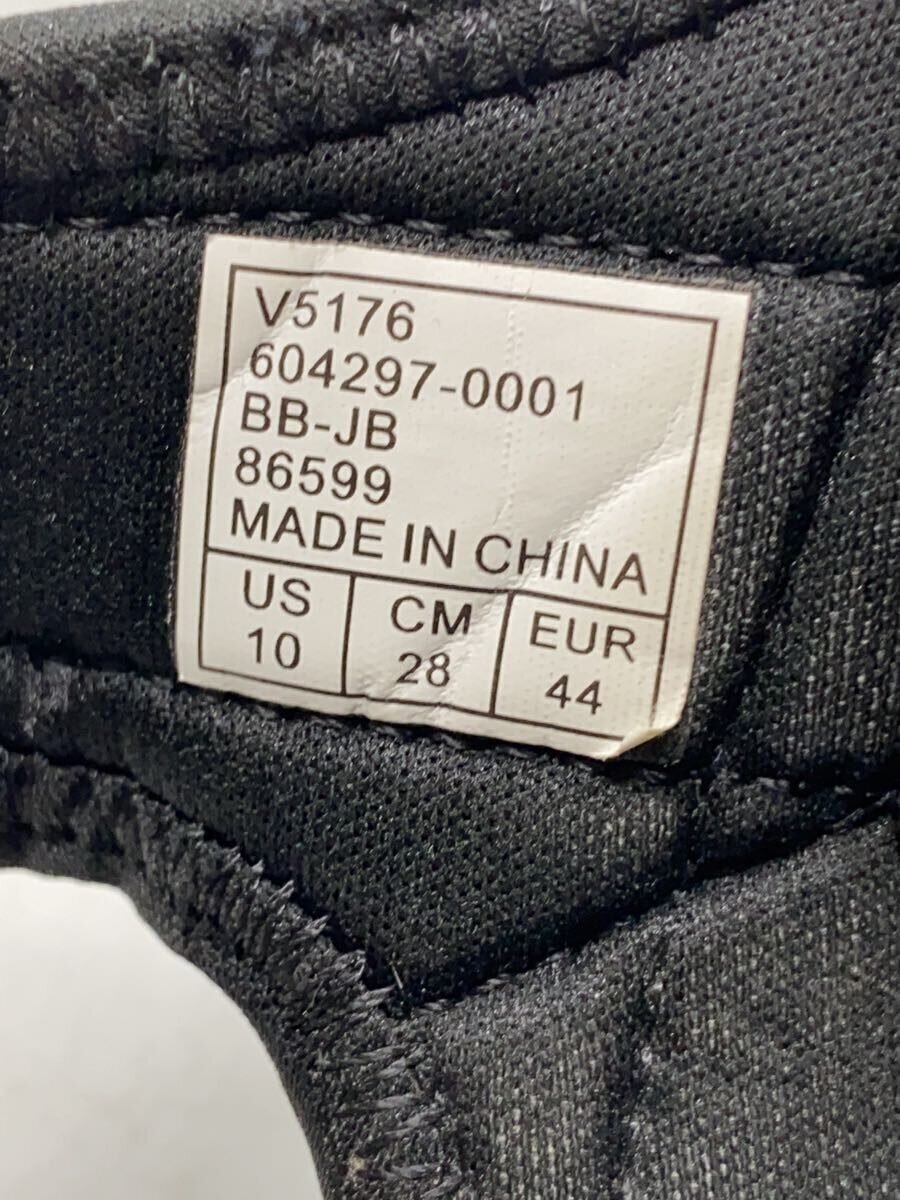 V5176
604297-0001
BB-JB
86599
MADE IN CHINA
US CM EUR
10 28 44